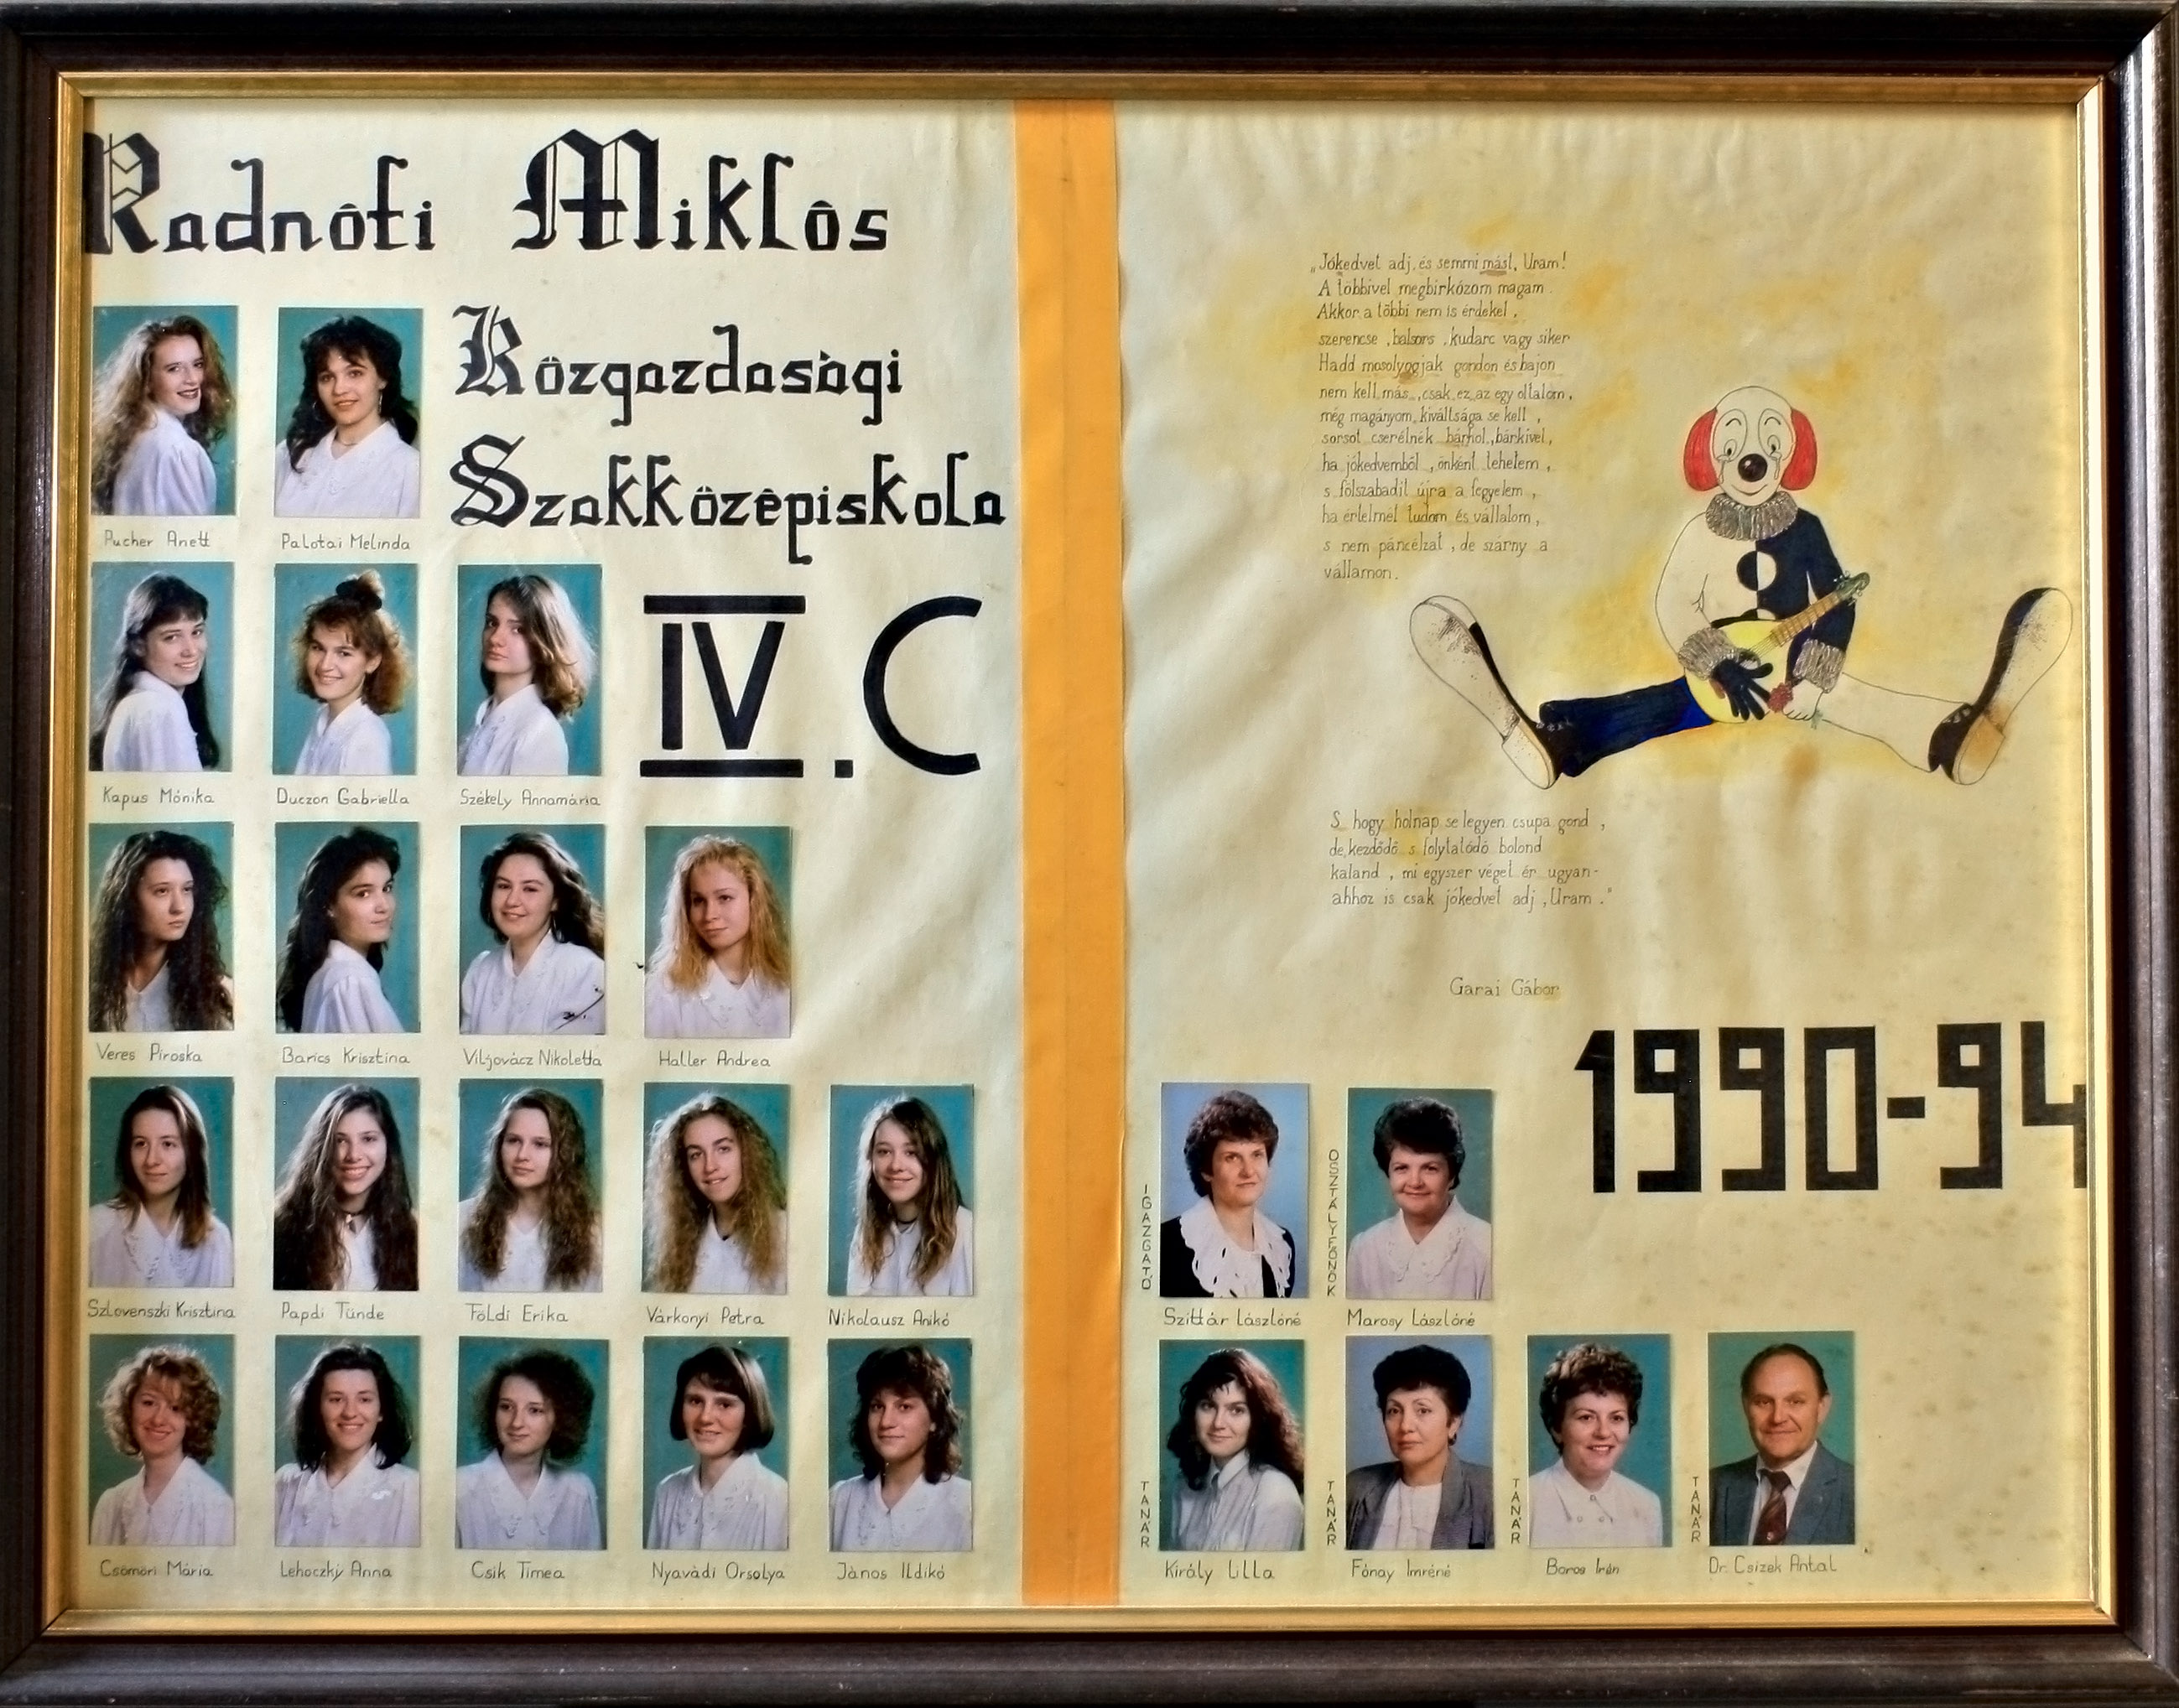 Radnóti Miklós
Közgazdasági
Szakközépiskola
IV.C
Pucher Anett
Palotai Melinda
Kapus Mónika
Duczon Gabriella
Székely Annamária
Veres Piroska
Barics Krisztina
Viljovácz Nikoletta
Haller Andrea
Szlovenszki Krisztina
Papdi Tünde
Földi Erika
Várkonyi Petra
Nikolausz Anikó
Csömöri Mária
Lehoczky Anna
Csik Tímea
Nyavádi Orsolya
János Ildikó
„Jókedvet adj, és semmi mást, Uram!
A többivel megbirkózom magam.
Akkor a többi nem is érdekel,
szerencse, balsors, kudarc vagy siker
Hadd mosolyogjak gondon és bajon
nem kell más, csak ez az egy oltalom,
még magányom kiváltsága se kell,
sorsot cserélnék bárhol, bárkivel,
ha jókedvemből, önként tehetem,
s fölszabadít újra a fegyelem,
ha értelmét tudom és vállalom,
s nem páncélzat, de szárny a
vállamon.
S hogy holnap se legyen csupa gond,
de kezdődő s folytatódó bolond
kaland, mi egyszer véget ér ugyan-
ahhoz is csak jókedvet adj, Uram."
Garai Gábor
1990-94
IGAZGATÓ
Szittár Lászlóné
OSZTÁLYFŐNÖK
Marosy Lászlóné
TANÁR
Király Lilla
TANÁR
Fónay Imréné
TANÁR
Boros Irén
TANÁR
Dr. Csizek Antal